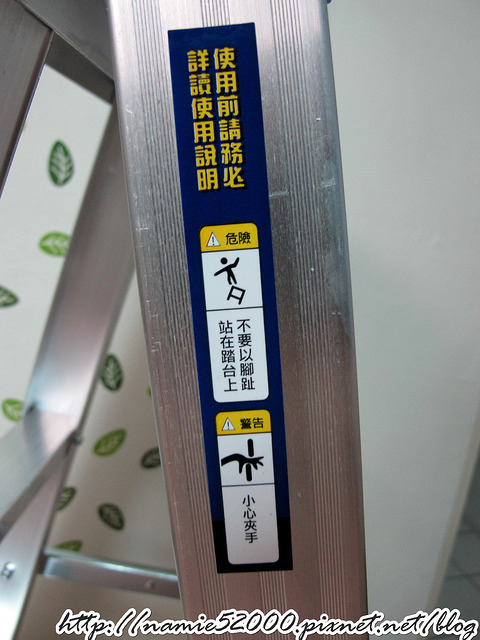 使用前請務必
詳讀使用說明
危險
不要以腳趾
站在踏台上
警告
小心夾手
http://namie52000.pixnet.net/blog